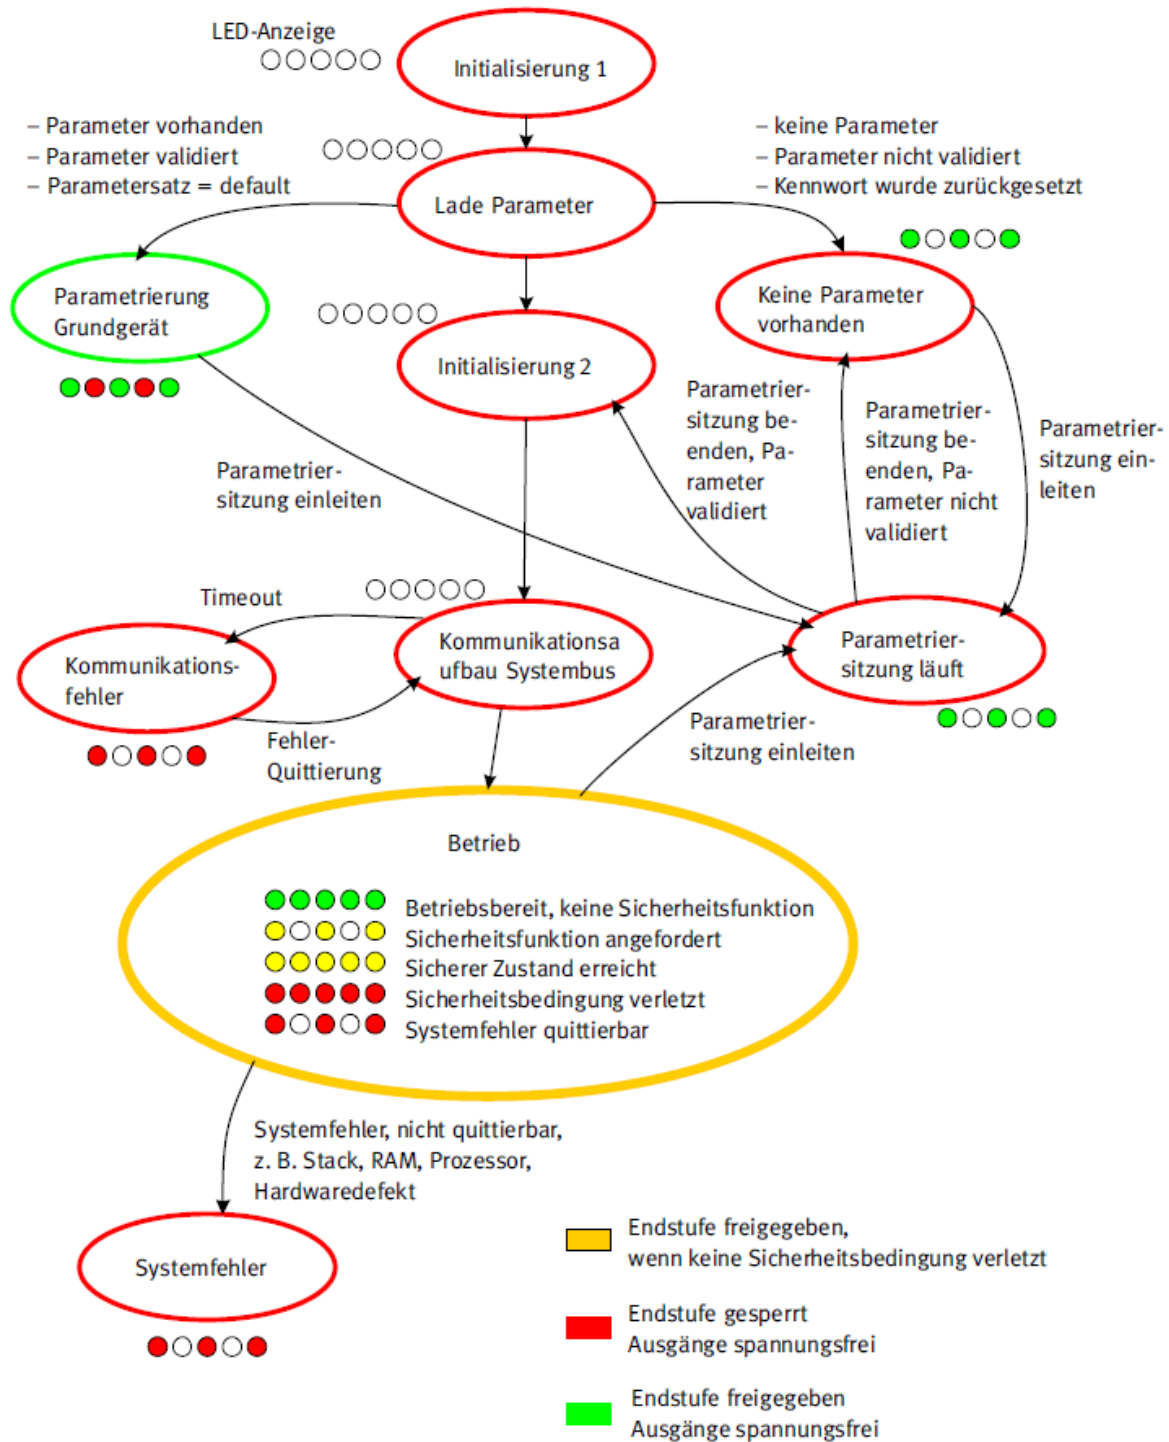 LED-Anzeige
Initialisierung 1
– Parameter vorhanden
– Parameter validiert
– Parametersatz = default
– keine Parameter
– Parameter nicht validiert
– Kennwort wurde zurückgesetzt
Lade Parameter
Parametrierung
Grundgerät
Keine Parameter
vorhanden
Initialisierung 2
Parametrier-
sitzung be-
enden, Pa-
rameter
validiert
Parametrier-
sitzung be-
enden, Pa-
rameter nicht
validiert
Parametrier-
sitzung ein-
leiten
Parametrier-
sitzung einleiten
Timeout
Kommunikations-
fehler
Kommunikationsa
ufbau Systembus
Parametrier-
sitzung läuft
Fehler-
Quittierung
Parametrier-
sitzung einleiten
Betrieb
Betriebsbereit, keine Sicherheitsfunktion
Sicherheitsfunktion angefordert
Sicherer Zustand erreicht
Sicherheitsbedingung verletzt
Systemfehler quittierbar
Systemfehler, nicht quittierbar,
z. B. Stack, RAM, Prozessor,
Hardwaredefekt
Systemfehler
Endstufe freigegeben,
wenn keine Sicherheitsbedingung verletzt
Endstufe gesperrt
Ausgänge spannungsfrei
Endstufe freigegeben
Ausgänge spannungsfrei